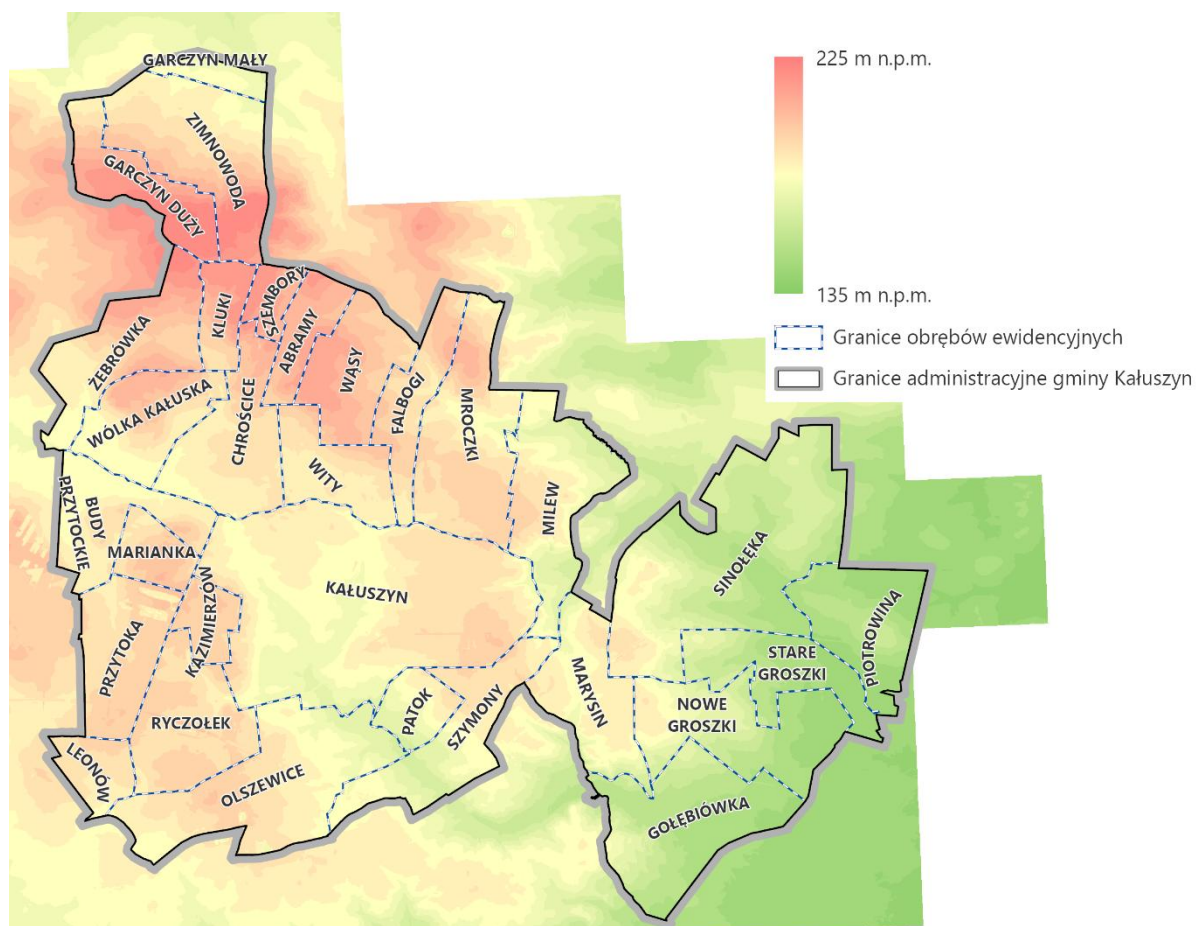 GARCZYN-MAŁY
225 m n.p.m.
ZIMNOWODA
GARCZYN DUŻY
135 m n.p.m.
Granice obrębów ewidencyjnych
Granice administracyjne gminy Kałuszyn
ŻEBRÓWKA
KLUKI
SZEMBORY
ABRAMY
WĄSY
FALBOGI
MROCZKI
WÓLKA KAŁUSKA
CHROŚCICE
WITY
MILEW
BUDY
PRZYTOCKIE
MARIANKA
KAŁUSZYN
SINOŁĘKA
KAZIMIERZÓW
PRZYTOKA
PIOTROWINA
STARE
GROSZKI
MARYSIN
NOWE
GROSZKI
PATOK
SZYMONY
RYCZOŁEK
LEONÓW
OLSZEWICE
GOŁĘBIÓWKA